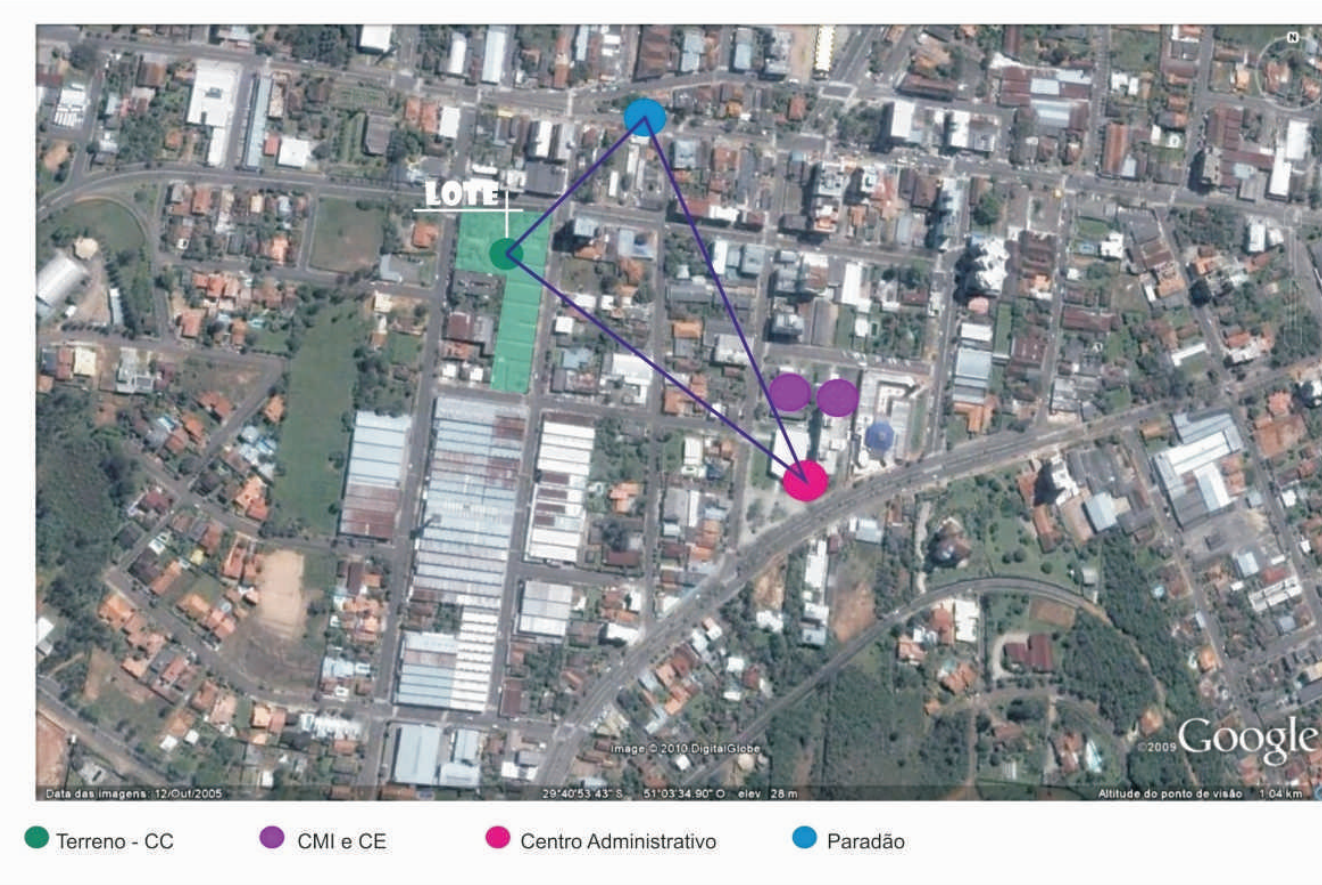 N
LOTE
Image © 2010 DigitalGlobe
©2009 Google
Data das imagens: 12/Out/2005 29°40'53.43" S 51°03'34.90" O elev 28 m Altitude do ponto de visão 1.04 km
Terreno - CC CMI e CE Centro Administrativo Paradão